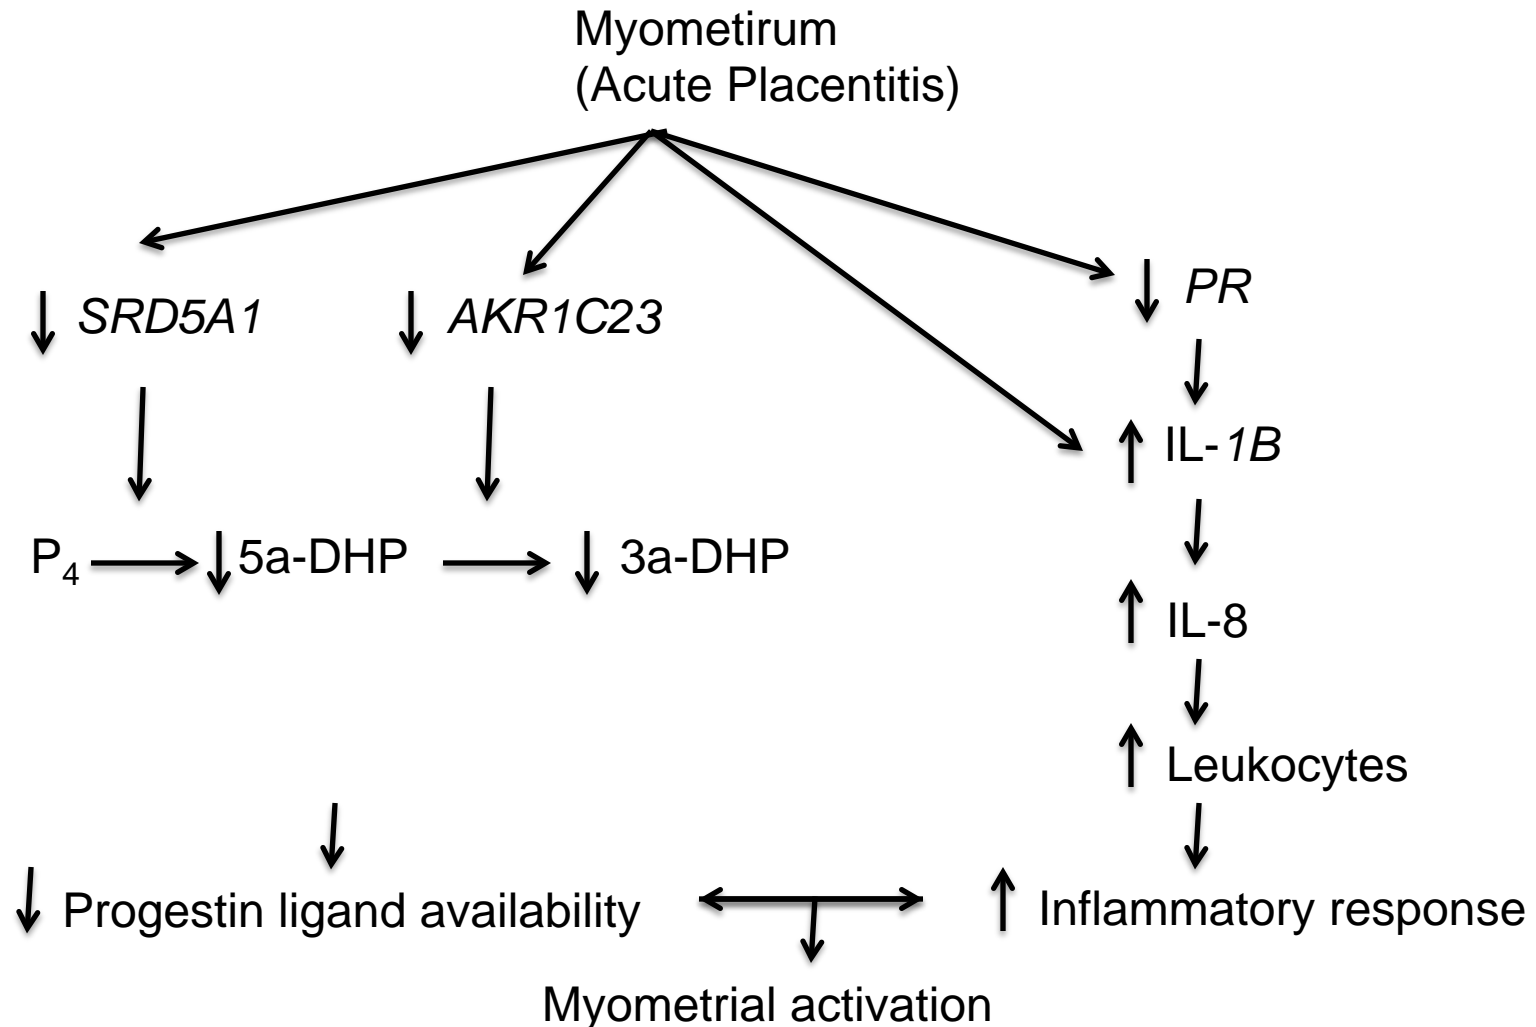 Myometirum
(Acute Placentitis)
↓ SRD5A1
↓ AKR1C23
↓ PR
↑ IL-1B
P₄ → ↓ 5a-DHP → ↓ 3a-DHP
↑ IL-8
↑ Leukocytes
↓ Progestin ligand availability
↑ Inflammatory response
Myometrial activation